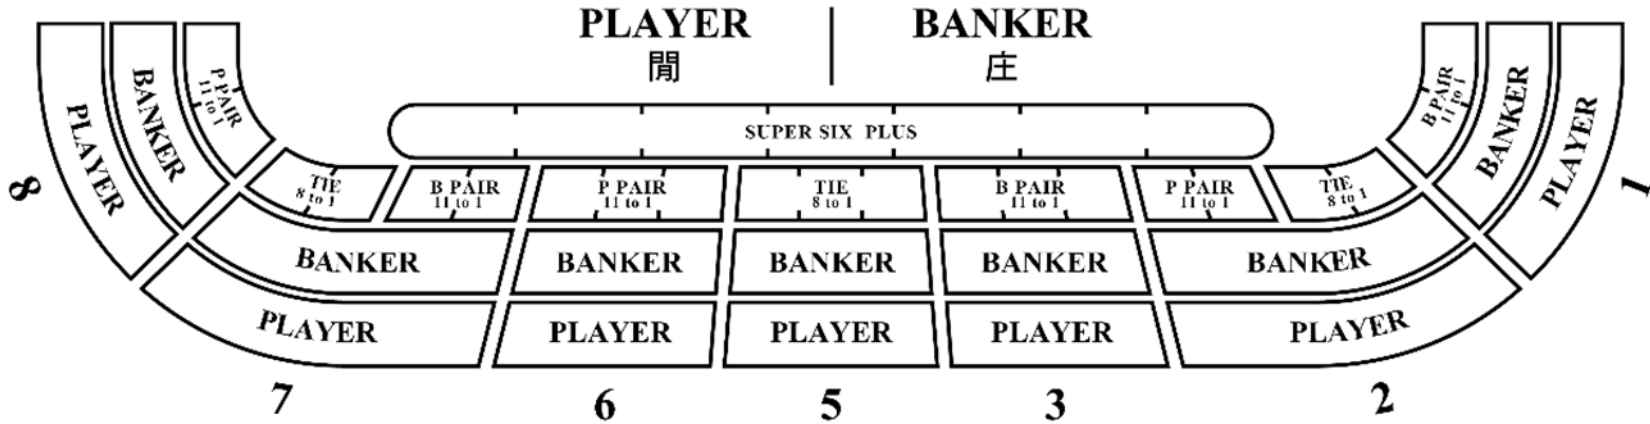 PLAYER
BANKER
閒
庄
SUPER SIX PLUS
PLAYER
BANKER
P PAIR
11 to 1
TIE
8 to 1
B PAIR
11 to 1
P PAIR
11 to 1
TIE
8 to 1
B PAIR
11 to 1
P PAIR
11 to 1
TIE
8 to 1
B PAIR
11 to 1
BANKER
PLAYER
BANKER
BANKER
BANKER
BANKER
BANKER
PLAYER
PLAYER
PLAYER
PLAYER
PLAYER
8
7
6
5
3
2
1